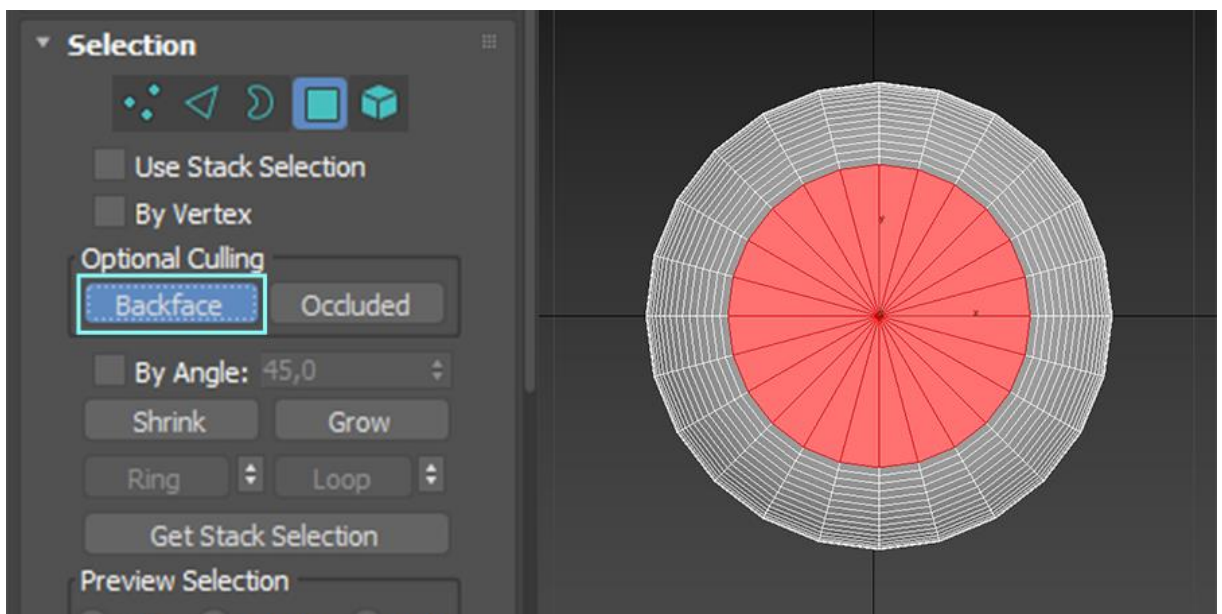 Selection
Use Stack Selection
By Vertex
Optional Culling
Backface Occluded
By Angle: 45,0
Shrink Grow
Ring Loop
Get Stack Selection
Preview Selection
y
x